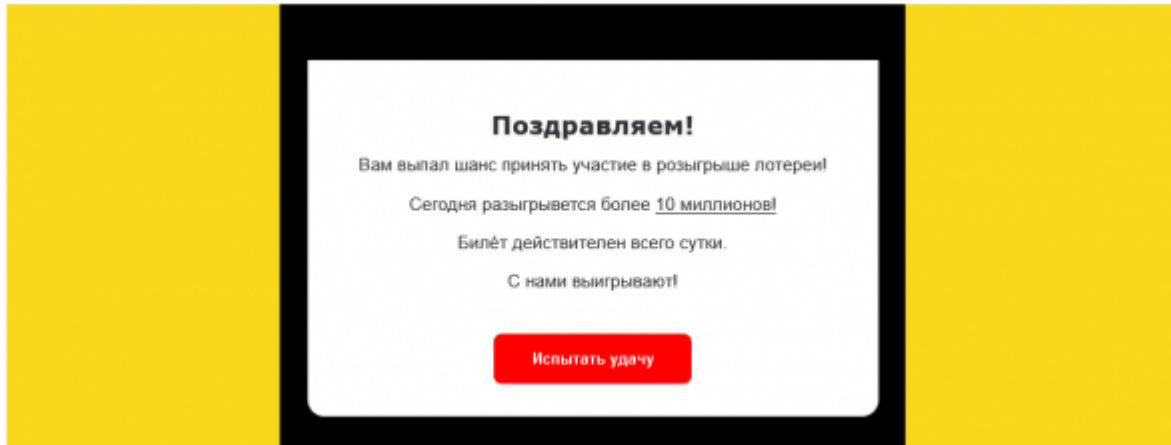 Поздравляем!
Вам выпал шанс принять участие в розыгрыше лотереи!
Сегодня разыгрывется более 10 миллионов!
Билёт действителен всего сутки.
С нами выигрывают!
Испытать удачу